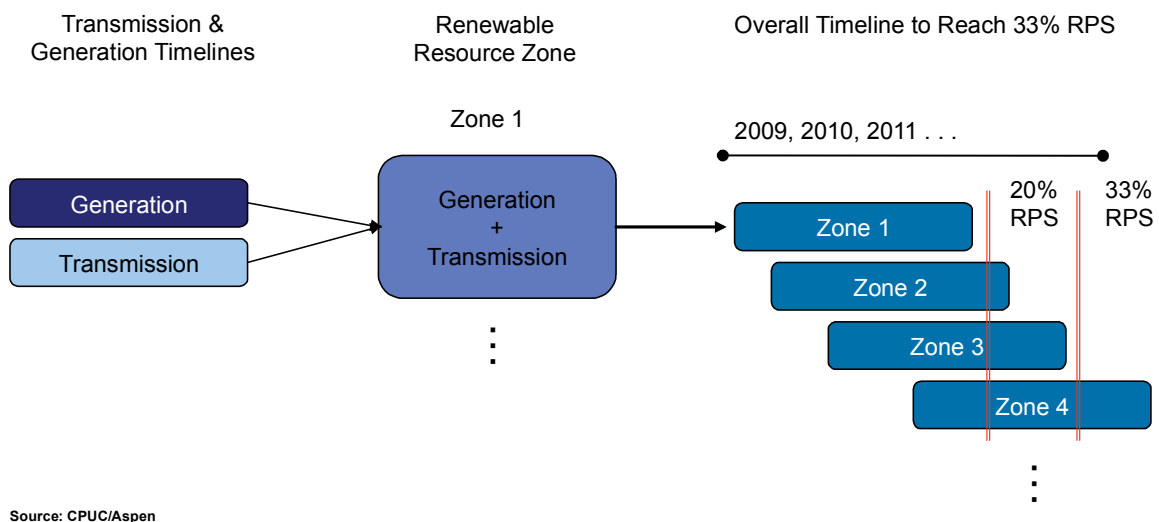 Transmission &
Generation Timelines
Renewable
Resource Zone
Overall Timeline to Reach 33% RPS
Zone 1
2009, 2010, 2011 . . .
Generation
Transmission
Generation
+
Transmission
20%
RPS
33%
RPS
Zone 1
Zone 2
Zone 3
Zone 4
Source: CPUC/Aspen